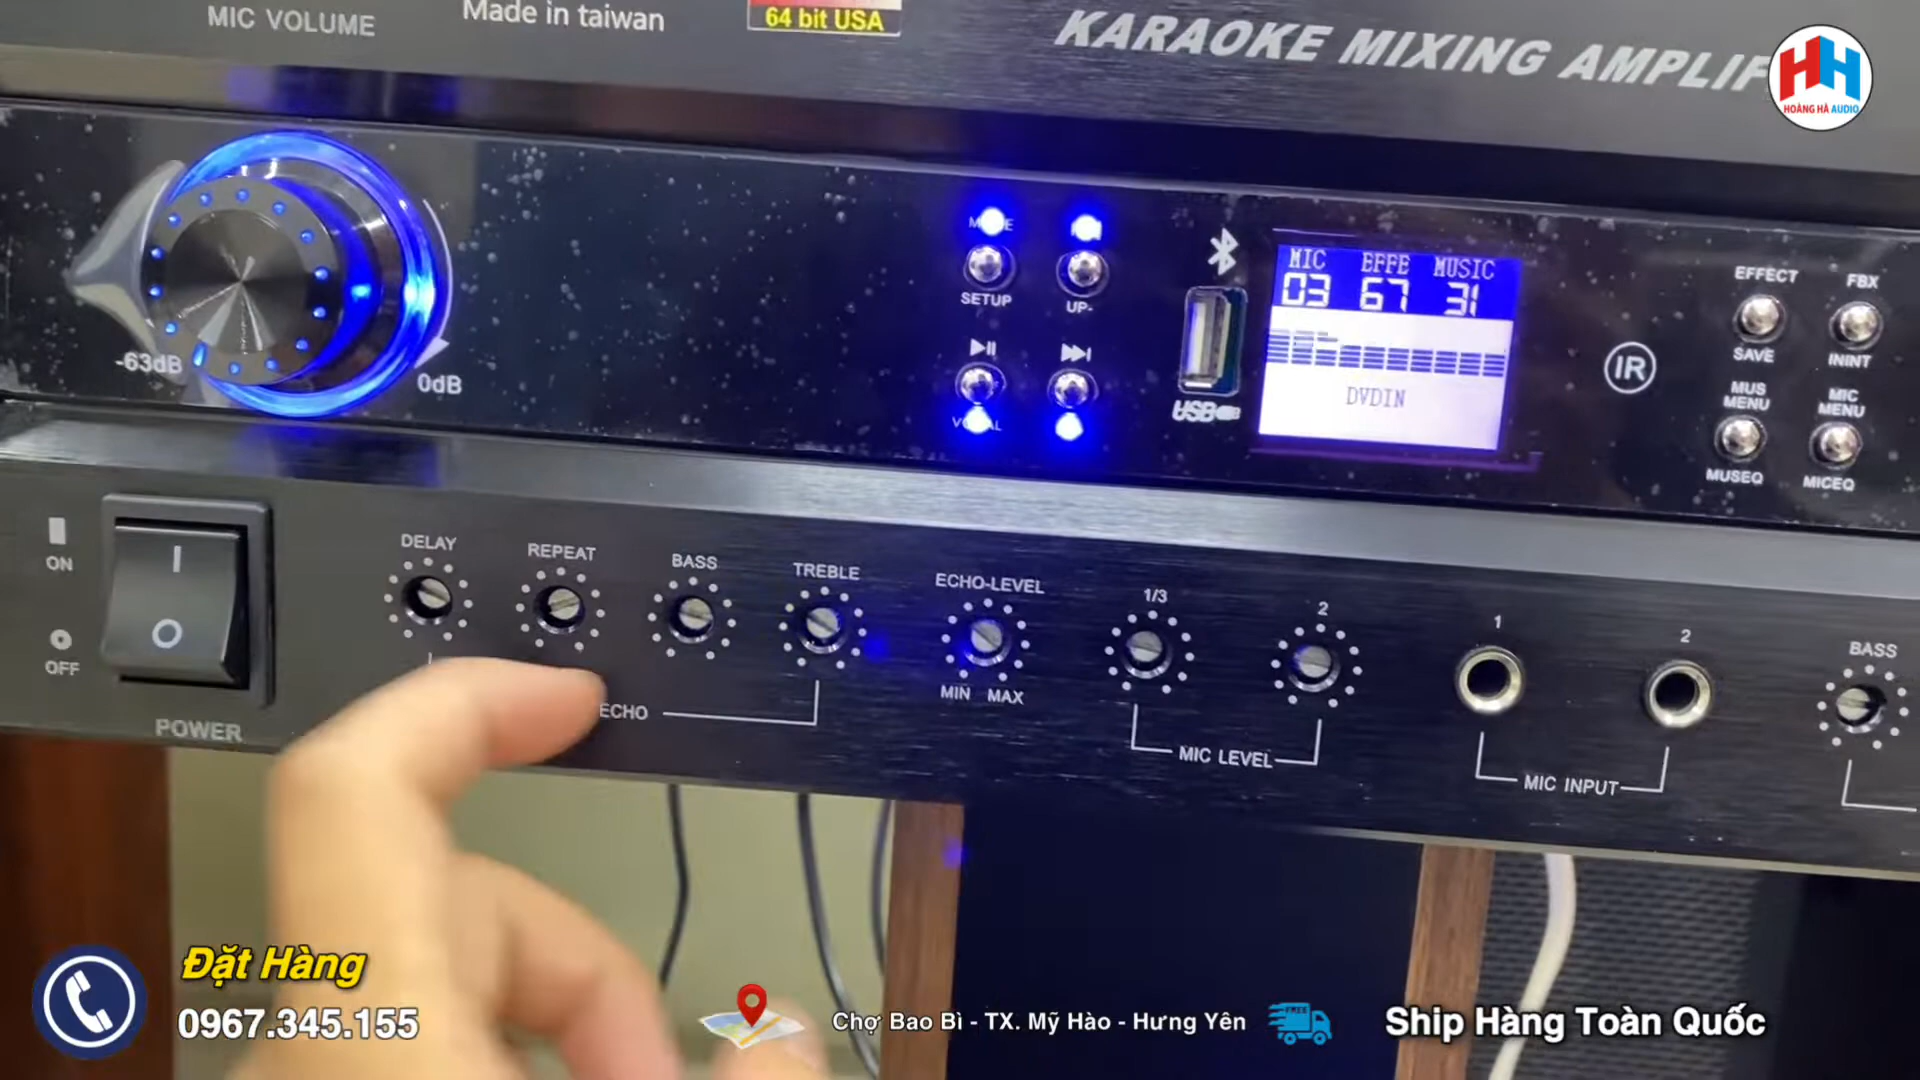 MIC VOLUME
Made in taiwan
64 bit USA
KARAOKE MIXING AMPLIF
HH
HOÀNG HÀ AUDIO
-63dB
0dB
SETUP
UP-
USB
MIC EFFE MUSIC
03 67 31
DVDIN
IR
EFFECT
FBX
SAVE
ININT
MUS MENU
MIC MENU
MUSEQ
MICEQ
ON
OFF
POWER
DELAY
REPEAT
BASS
TREBLE
ECHO
ECHO-LEVEL
MIN MAX
1/3
2
MIC LEVEL
1
2
MIC INPUT
BASS
Đặt Hàng
0967.345.155
Chợ Bao Bì - TX. Mỹ Hào - Hưng Yên
Ship Hàng Toàn Quốc